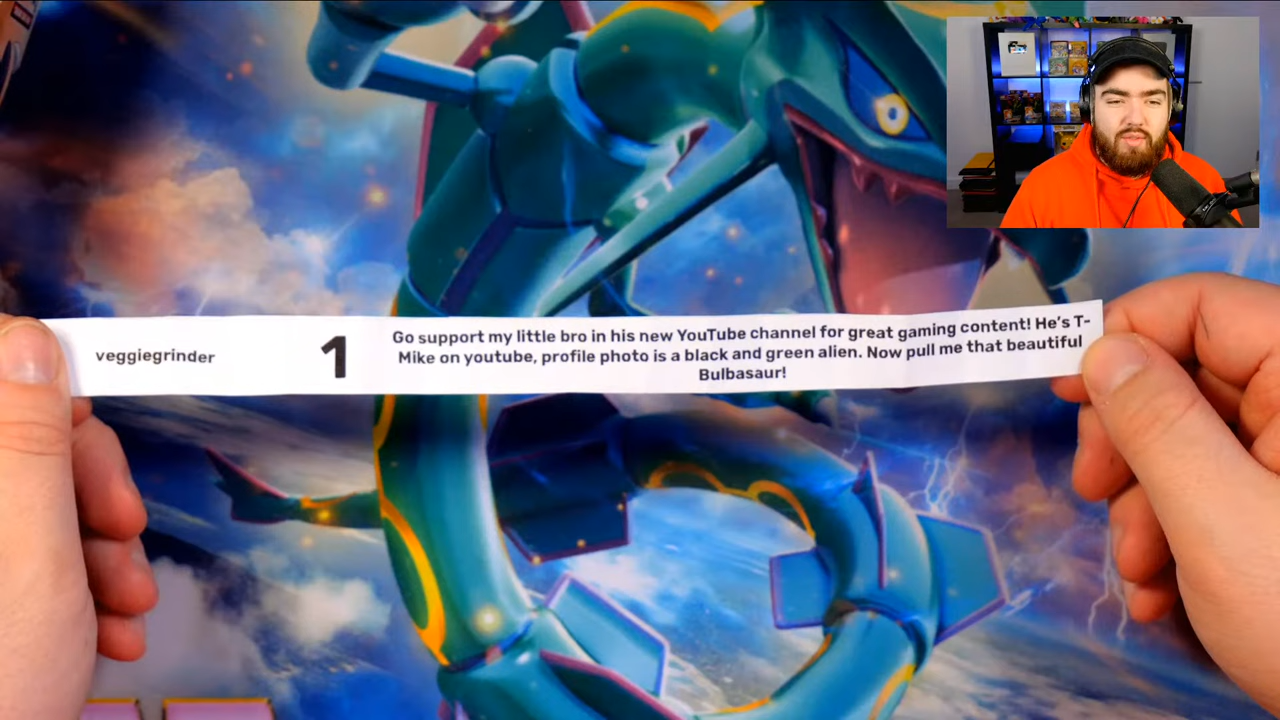 veggiegrinder
1
Go support my little bro in his new YouTube channel for great gaming content! He's T-
Mike on youtube, profile photo is a black and green alien. Now pull me that beautiful
Bulbasaur!